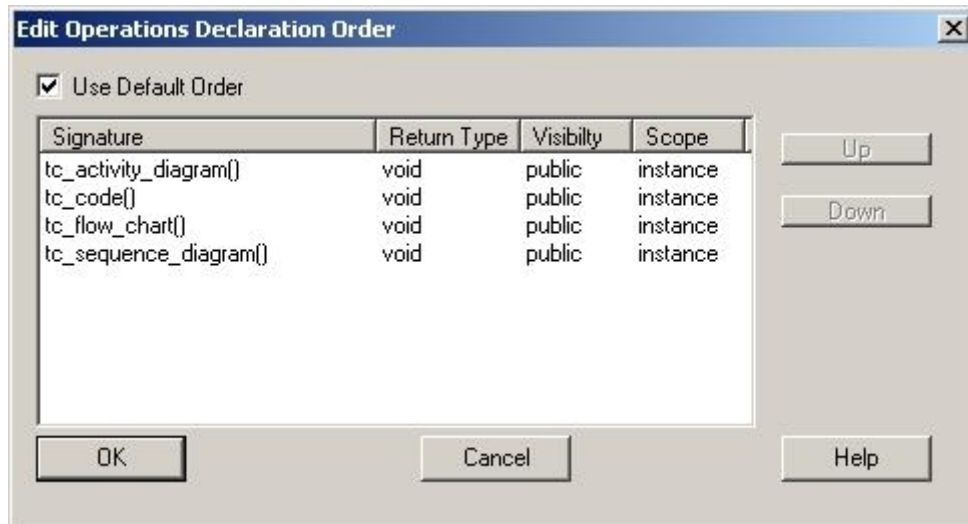 Edit Operations Declaration Order
Use Default Order
Signature Return Type Visibilty Scope
tc_activity_diagram() void public instance
tc_code() void public instance
tc_flow_chart() void public instance
tc_sequence_diagram() void public instance
Up
Down
OK Cancel Help